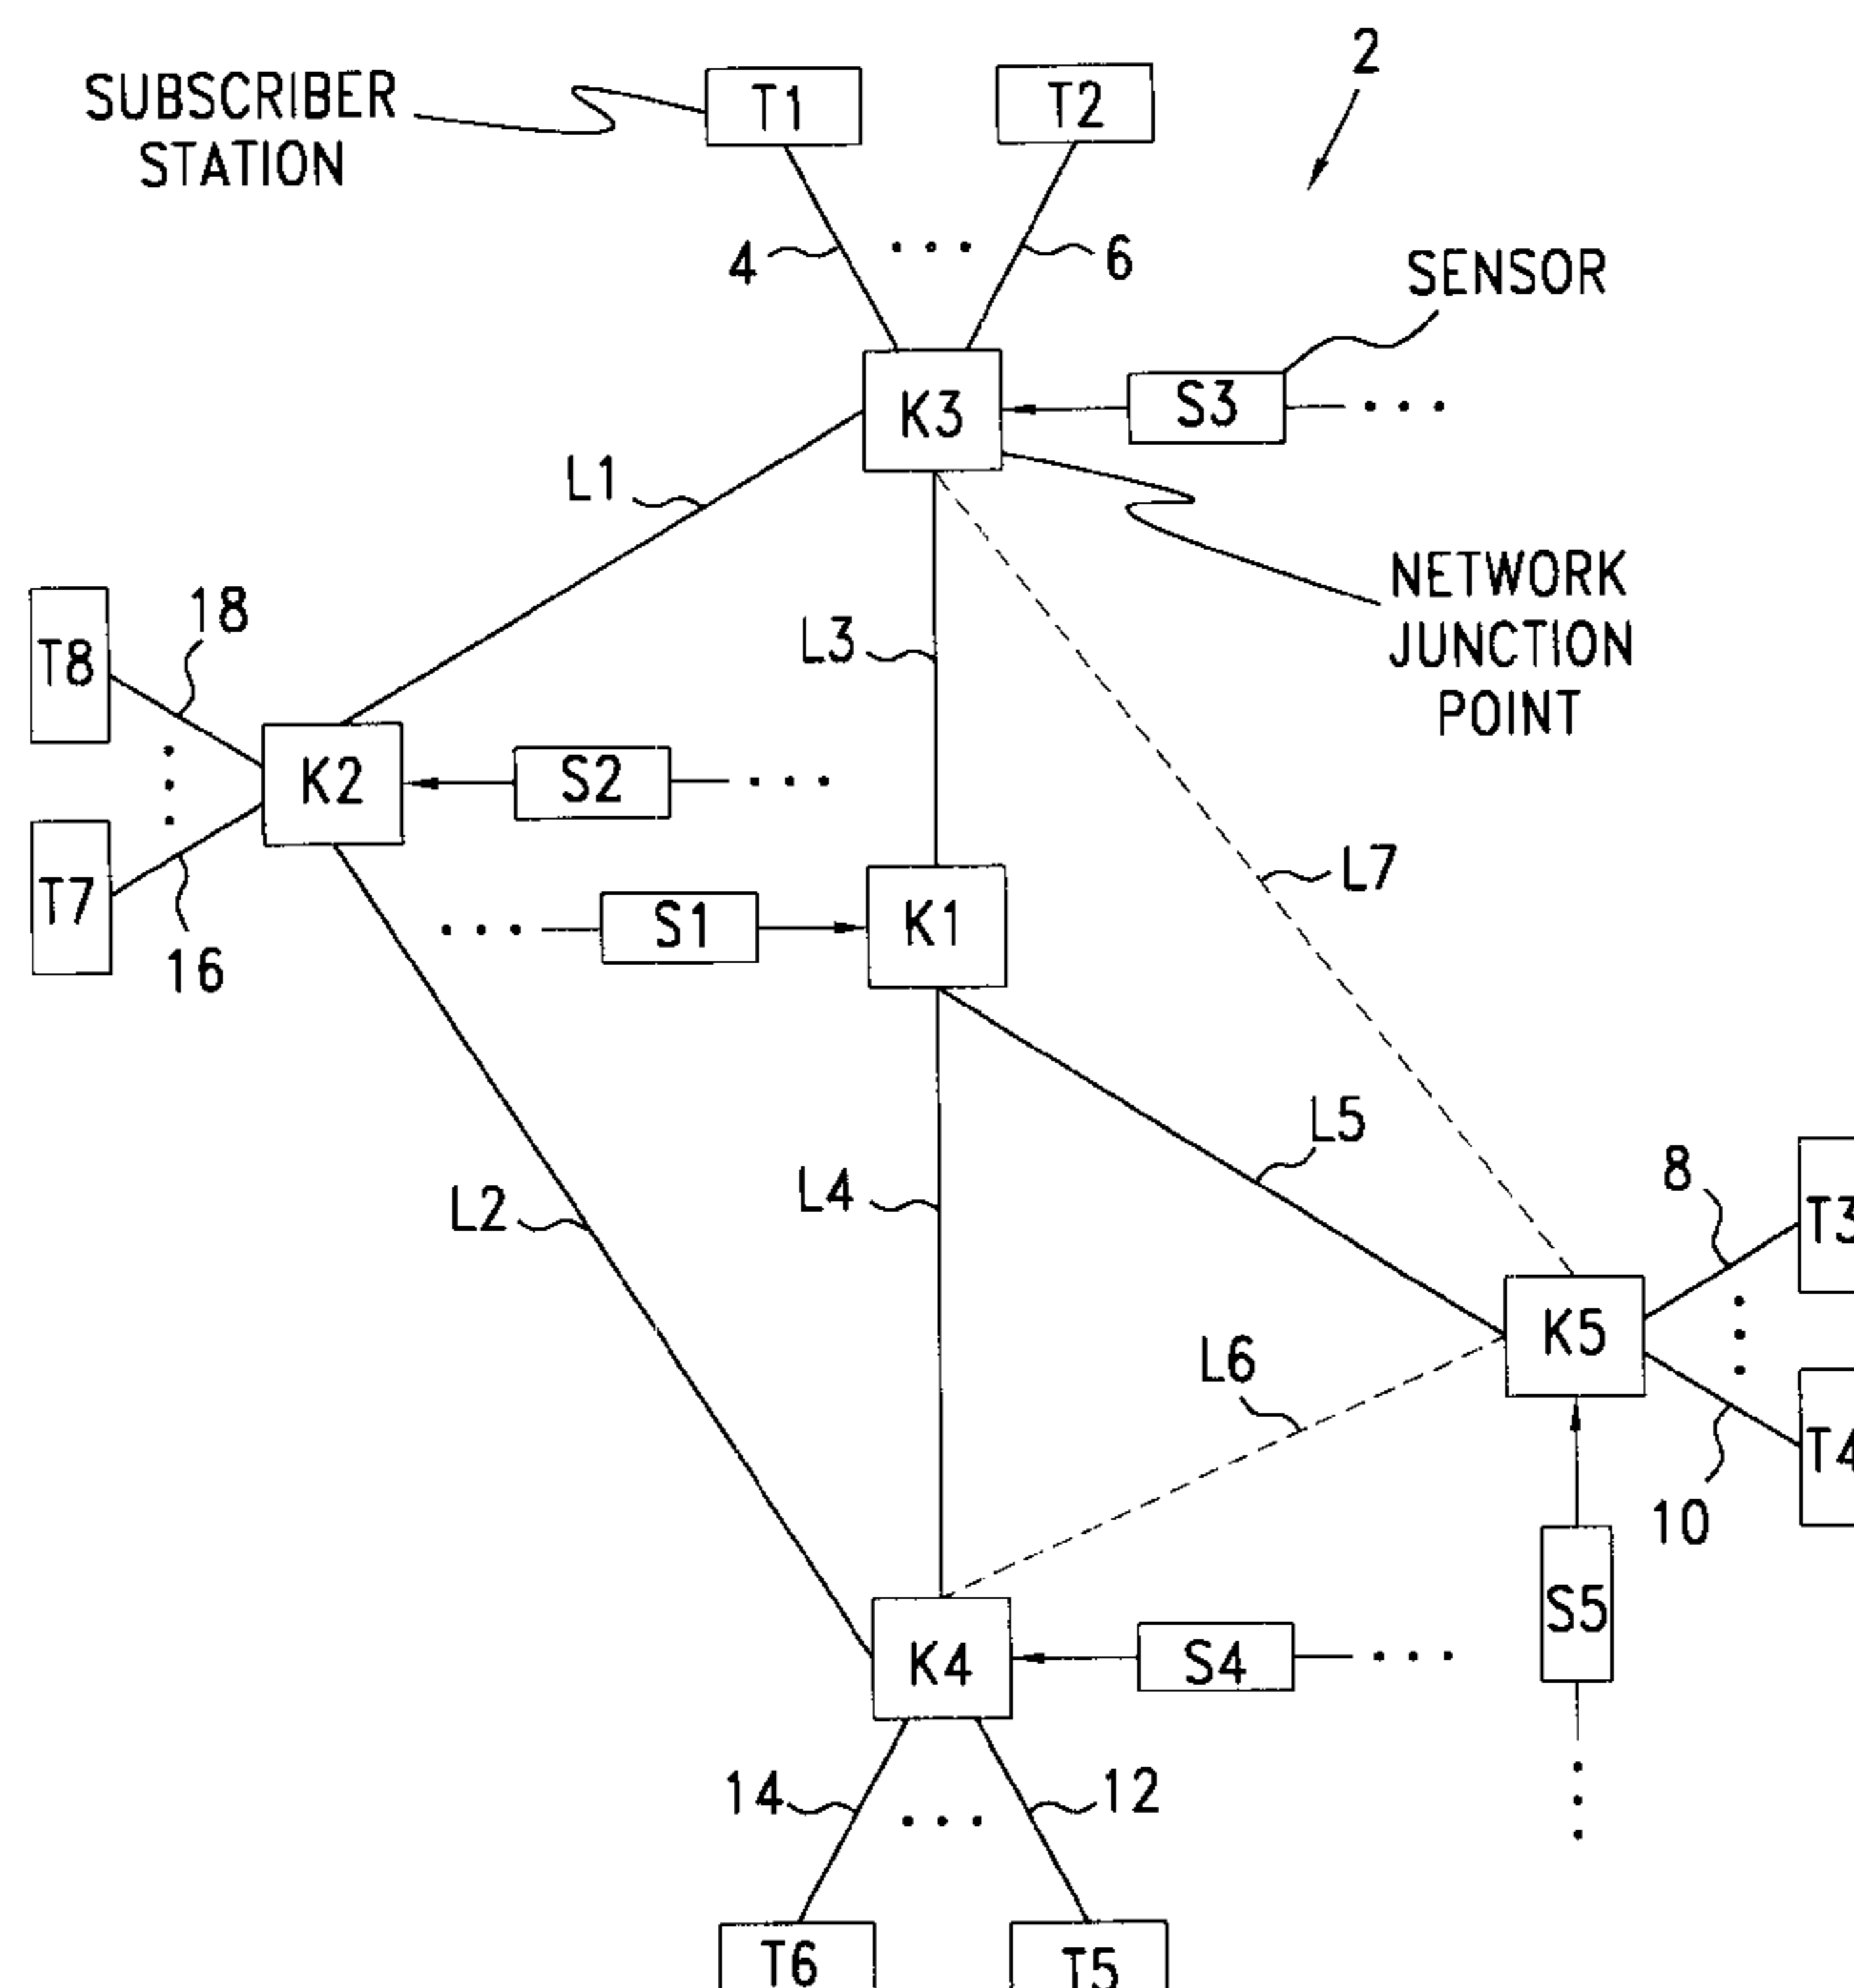 2
SUBSCRIBER
STATION
T1
T2
4
6
SENSOR
K3
S3
L1
NETWORK
JUNCTION
POINT
18
L3
T8
K2
S2
L7
T7
S1
K1
16
L5
8
L2
L4
T3
K5
L6
T4
10
S5
K4
S4
14
12
T6
T5